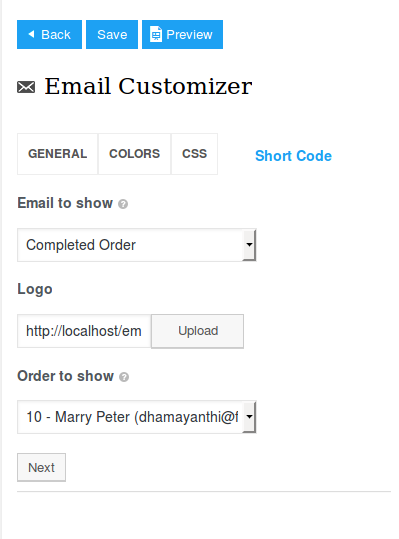 Back Save Preview
Email Customizer
GENERAL COLORS CSS Short Code
Email to show ?
Completed Order
Logo
http://localhost/em Upload
Order to show ?
10 - Marry Peter (dhamayanthi@f
Next